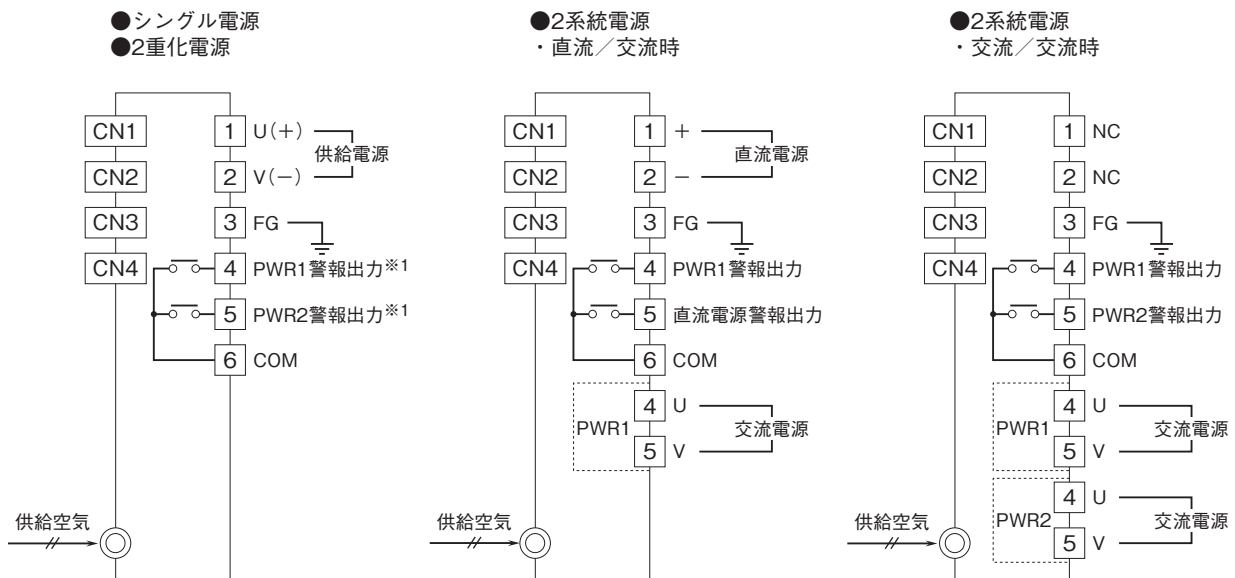 ●シングル電源
●2重化電源
CN1
CN2
CN3
CN4
1 U(+)
供給電源
2 V(−)
3 FG
4 PWR1警報出力※1
5 PWR2警報出力※1
6 COM
供給空気
●2系統電源
・直流／交流時
CN1
CN2
CN3
CN4
1 +
直流電源
2 −
3 FG
4 PWR1警報出力
5 直流電源警報出力
6 COM
PWR1
4 U
交流電源
5 V
供給空気
●2系統電源
・交流／交流時
CN1
CN2
CN3
CN4
1 NC
2 NC
3 FG
4 PWR1警報出力
5 PWR2警報出力
6 COM
PWR1
4 U
交流電源
5 V
PWR2
4 U
交流電源
5 V
供給空気